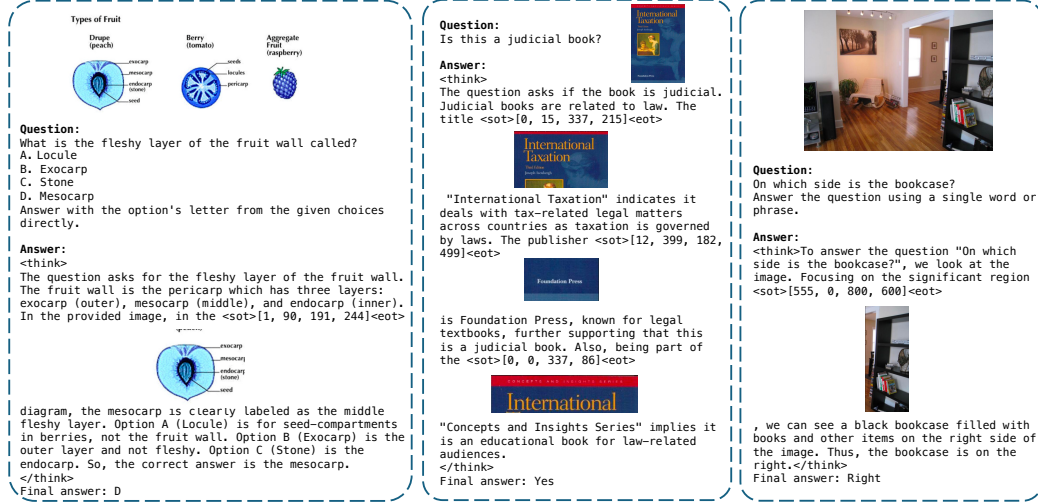 Types of Fruit
Drupe
(peach)
Berry
(tomato)
Aggregate
Fruit
(raspberry)
exocarp
mesocarp
endocarp
(stone)
seed
seeds
locules
pericarp
Question:
What is the fleshy layer of the fruit wall called?
A. Locule
B. Exocarp
C. Stone
D. Mesocarp
Answer with the option's letter from the given choices
directly.
Answer:
<think>
The question asks for the fleshy layer of the fruit wall.
The fruit wall is the pericarp which has three layers:
exocarp (outer), mesocarp (middle), and endocarp (inner).
In the provided image, in the <sot>[1, 90, 191, 244]<eot>
exocarp
mesocarp
endocarp
(stone)
seed
diagram, the mesocarp is clearly labeled as the middle
fleshy layer. Option A (Locule) is for seed-compartments
in berries, not the fruit wall. Option B (Exocarp) is the
outer layer and not fleshy. Option C (Stone) is the
endocarp. So, the correct answer is the mesocarp.
</think>
Final answer: D
Question:
Is this a judicial book?
International
Taxation
Answer:
<think>
The question asks if the book is judicial.
Judicial books are related to law. The
title <sot>[0, 15, 337, 215]<eot>
International
Taxation
"International Taxation" indicates it
deals with tax-related legal matters
across countries as taxation is governed
by laws. The publisher <sot>[12, 399, 182,
499]<eot>
Foundation Press
is Foundation Press, known for legal
textbooks, further supporting that this
is a judicial book. Also, being part of
the <sot>[0, 0, 337, 86]<eot>
CONCEPTS AND INSIGHTS SERIES
International
"Concepts and Insights Series" implies it
is an educational book for law-related
audiences.
</think>
Final answer: Yes
Question:
On which side is the bookcase?
Answer the question using a single word or
phrase.
Answer:
<think>To answer the question "On which
side is the bookcase?", we look at the
image. Focusing on the significant region
<sot>[555, 0, 800, 600]<eot>
, we can see a black bookcase filled with
books and other items on the right side of
the image. Thus, the bookcase is on the
right.</think>
Final answer: Right